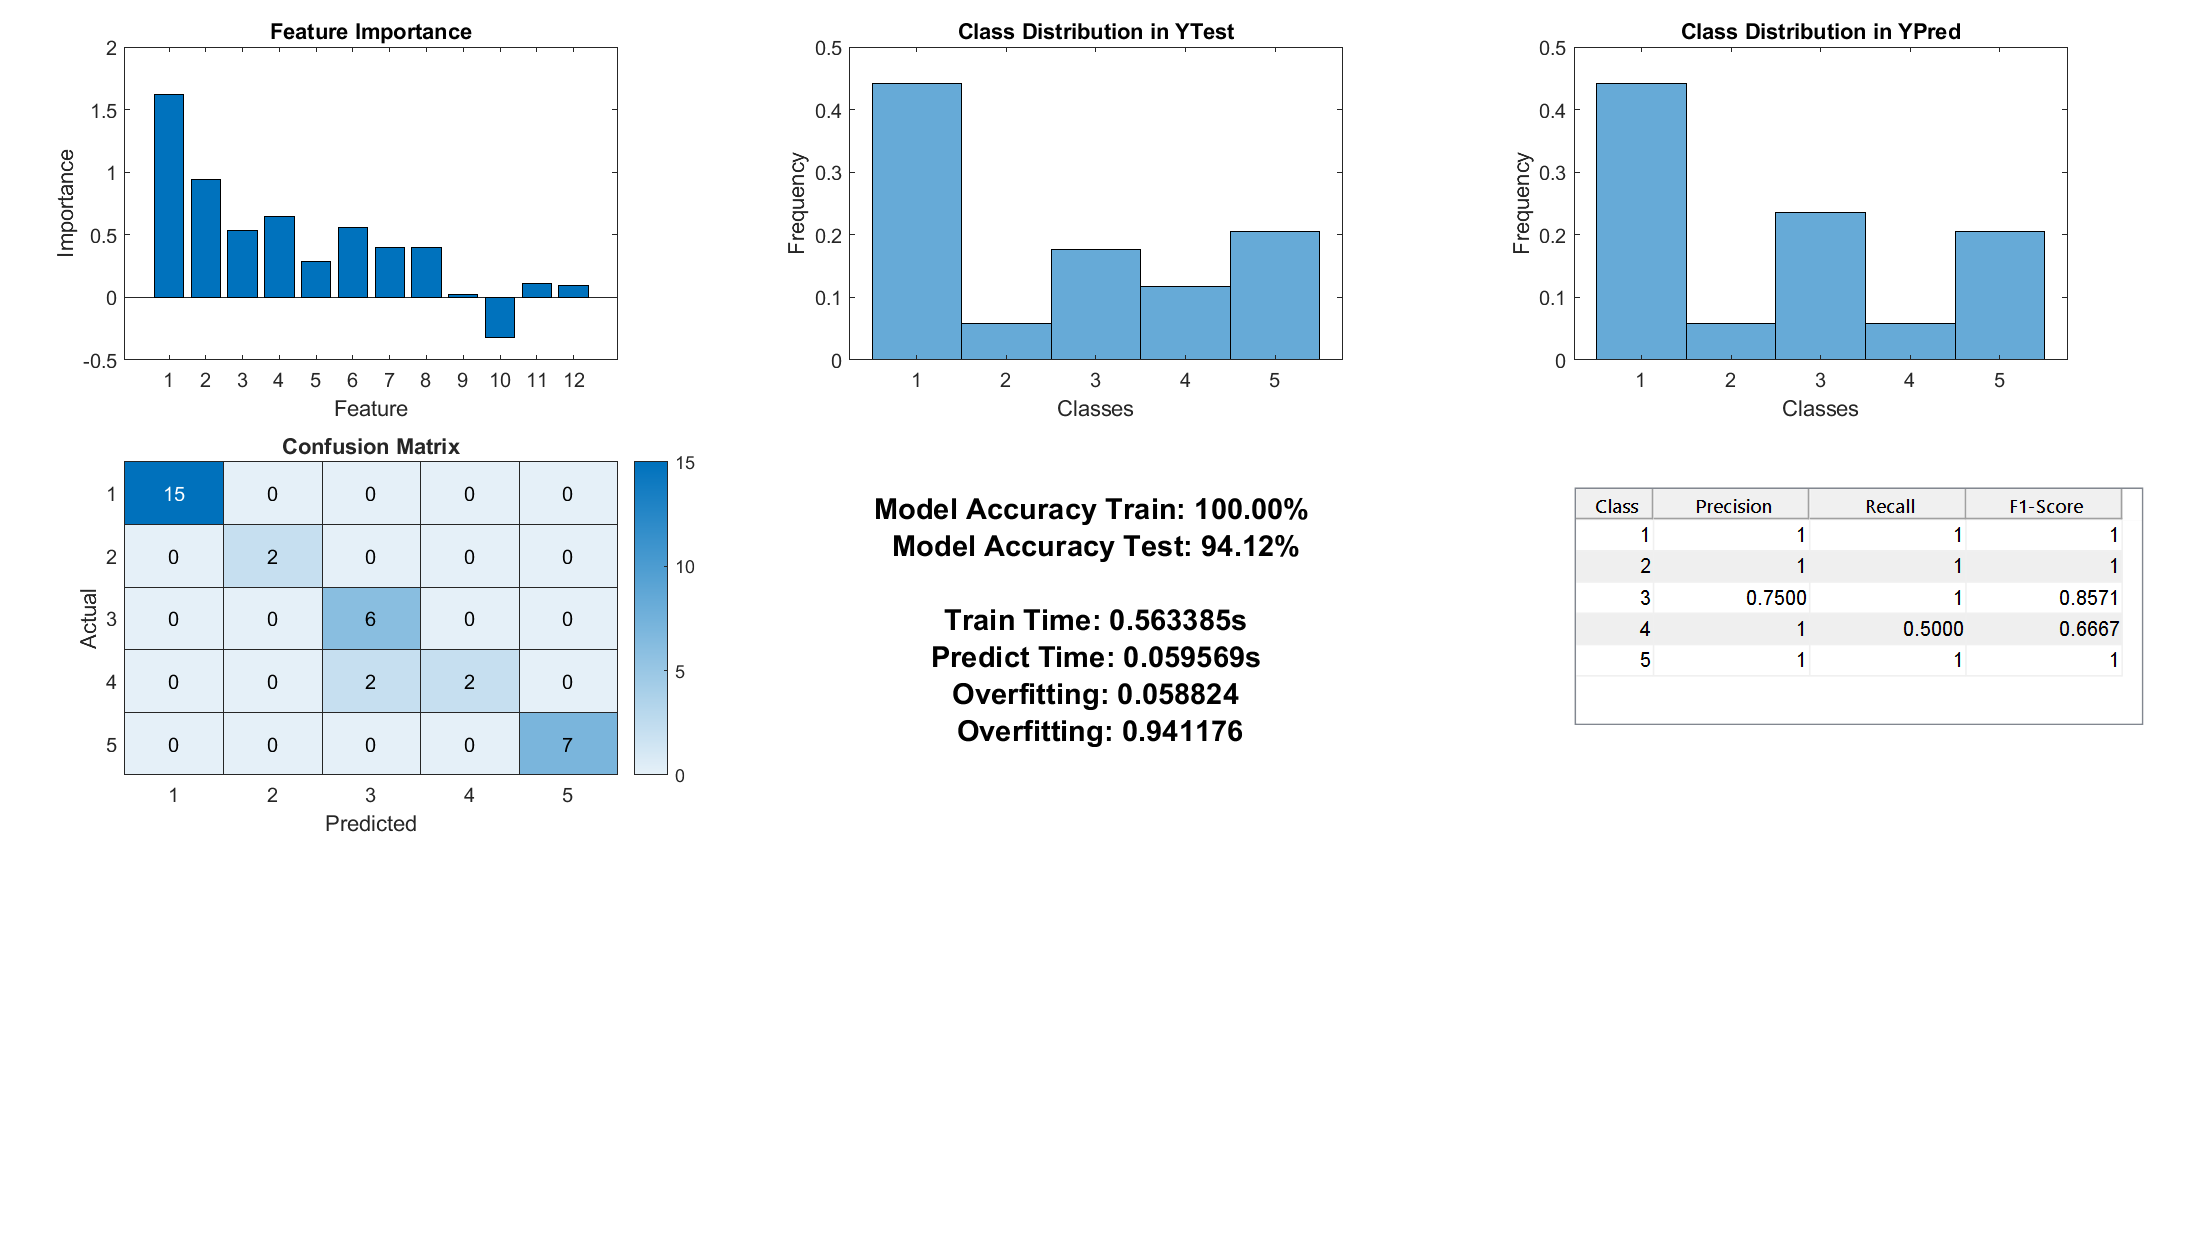 Feature Importance
2
1.5
1
0.5
0
-0.5
Importance
1 2 3 4 5 6 7 8 9 10 11 12
Feature
Class Distribution in YTest
0.5
0.4
0.3
0.2
0.1
0
Frequency
1 2 3 4 5
Classes
Class Distribution in YPred
0.5
0.4
0.3
0.2
0.1
0
Frequency
1 2 3 4 5
Classes
Confusion Matrix
Actual
1 15 0 0 0 0
2 0 2 0 0 0
3 0 0 6 0 0
4 0 0 2 2 0
5 0 0 0 0 7
1 2 3 4 5
Predicted
15
10
5
0
Model Accuracy Train: 100.00%
Model Accuracy Test: 94.12%
Train Time: 0.563385s
Predict Time: 0.059569s
Overfitting: 0.058824
Overfitting: 0.941176
Class Precision Recall F1-Score
1 1 1 1
2 1 1 1
3 0.7500 1 0.8571
4 1 0.5000 0.6667
5 1 1 1